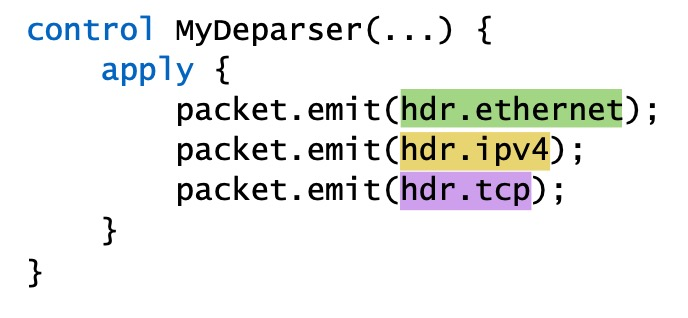 control MyDeparser(...) {
    apply {
        packet.emit(hdr.ethernet);
        packet.emit(hdr.ipv4);
        packet.emit(hdr.tcp);
    }
}